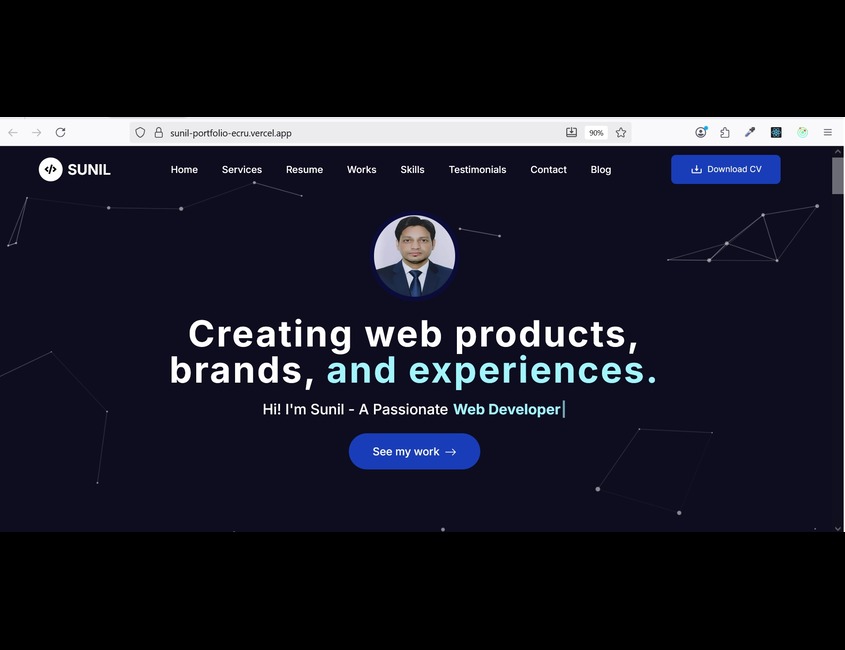 sunil-portfolio-ecru.vercel.app
90%
</> SUNIL
Home Services Resume Works Skills Testimonials Contact Blog
Download CV
Creating web products,
brands, and experiences.
Hi! I'm Sunil - A Passionate Web Developer
See my work →